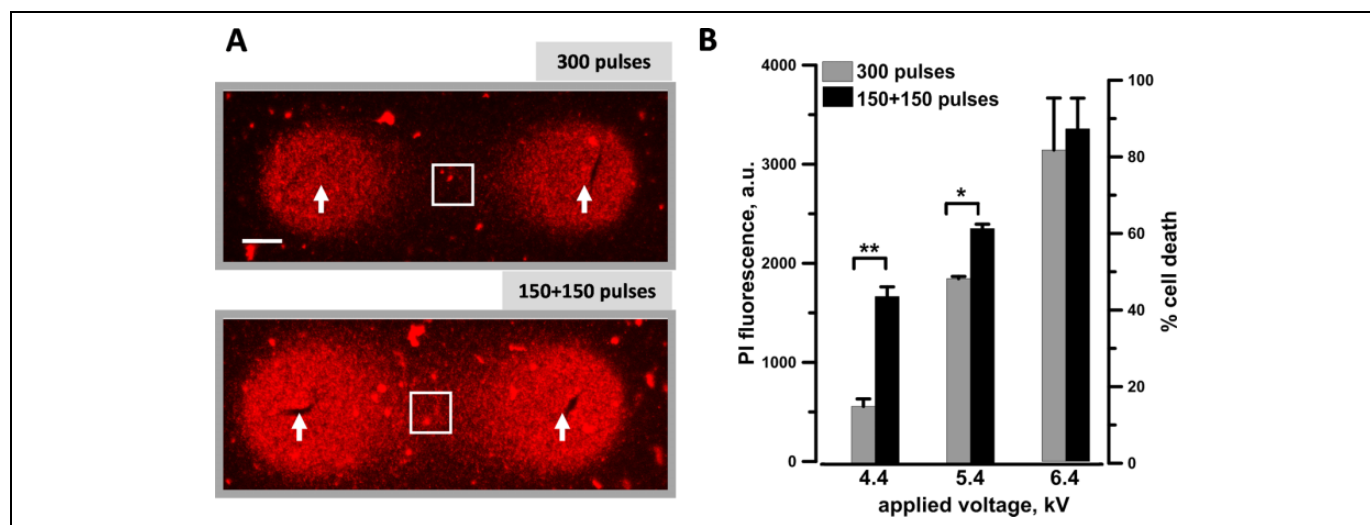 A
300 pulses
150+150 pulses
B
4000
3000
2000
1000
0
PI fluorescence, a.u.
300 pulses
150+150 pulses
**
*
100
80
60
40
20
0
% cell death
4.4 5.4 6.4
applied voltage, kV